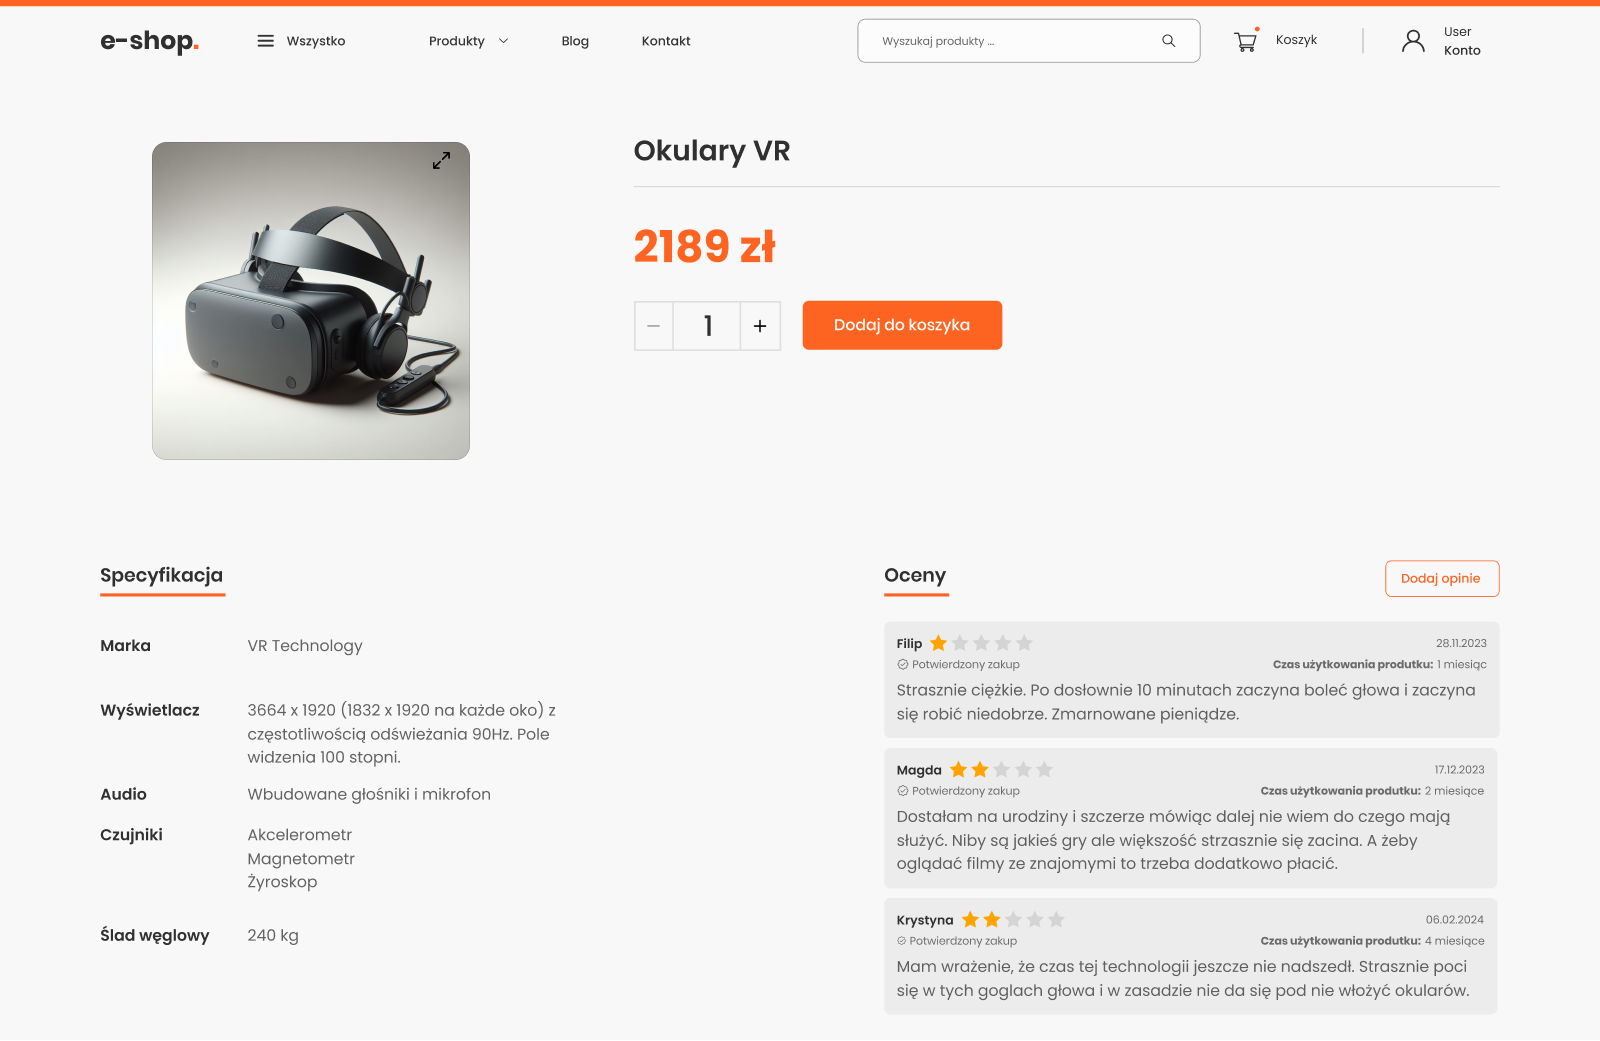 e-shop.
Wszystko
Produkty
Blog
Kontakt
Wyszukaj produkty ...
Koszyk
User
Konto
Okulary VR
2189 zł
1
Dodaj do koszyka
Specyfikacja
Marka
VR Technology
Wyświetlacz
3664 x 1920 (1832 x 1920 na każde oko) z
częstotliwością odświeżania 90Hz. Pole
widzenia 100 stopni.
Audio
Wbudowane głośniki i mikrofon
Czujniki
Akcelerometr
Magnetometr
Żyroskop
Ślad węglowy
240 kg
Oceny
Dodaj opinie
Filip
28.11.2023
Potwierdzony zakup
Czas użytkowania produtku: 1 miesiąc
Strasznie ciężkie. Po dosłownie 10 minutach zaczyna boleć głowa i zaczyna
się robić niedobrze. Zmarnowane pieniądze.
Magda
17.12.2023
Potwierdzony zakup
Czas użytkowania produtku: 2 miesiące
Dostałam na urodziny i szczerze mówiąc dalej nie wiem do czego mają
służyć. Niby są jakieś gry ale większość strzasznie się zacina. A żeby
oglądać filmy ze znajomymi to trzeba dodatkowo płacić.
Krystyna
06.02.2024
Potwierdzony zakup
Czas użytkowania produtku: 4 miesiące
Mam wrażenie, że czas tej technologii jeszcze nie nadszedł. Strasznie poci
się w tych goglach głowa i w zasadzie nie da się pod nie włożyć okularów.